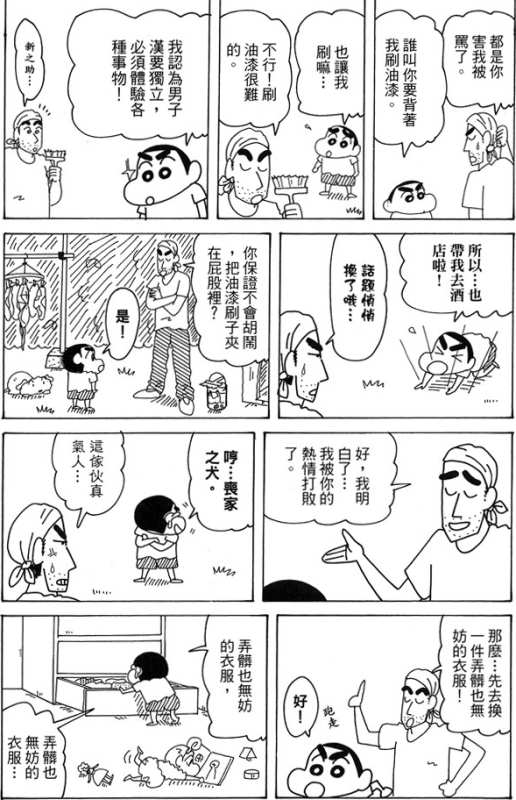 都是你
害我被
罵了。
誰叫你要背著
我刷油漆。
也讓我
刷嘛…
不行！刷
油漆很難
的。
我認為男子
漢要獨立，
必須體驗各
種事物！
新之助…
所以…也
帶我去酒
店啦！
話題悄悄
換了哦…
你保證不會胡鬧
，把油漆刷子夾
在屁股裡？
是！
好，我明
白了…
我被你的
熱情打敗
了。
哼…喪家
之犬。
這傢伙真
氣人…
那麼…先去換
一件弄髒也無
妨的衣服！
跑走
好！
弄髒也無妨
的衣服，
弄髒也
無妨的
衣服…